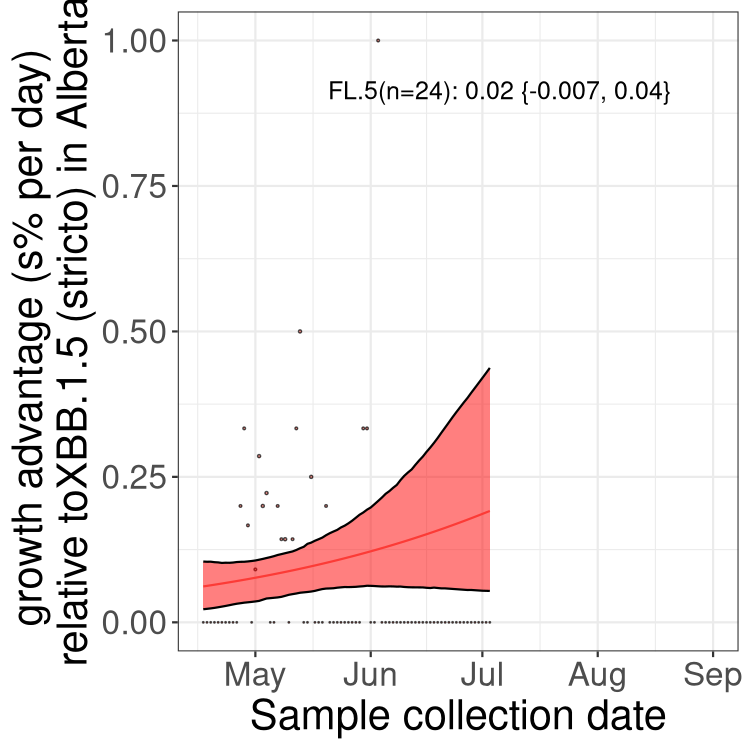 growth advantage (s% per day)
relative toXBB.1.5 (stricto) in Alberta
1.00
0.75
0.50
0.25
0.00
FL.5(n=24): 0.02 {-0.007, 0.04}
May Jun Jul Aug Sep
Sample collection date